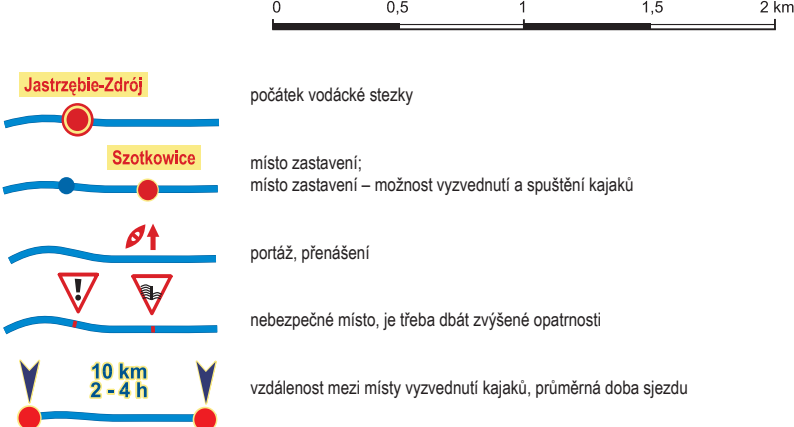 0 0,5 1 1,5 2 km
Jastrzębie-Zdrój
počátek vodácké stezky
Szotkowice
místo zastavení;
místo zastavení – možnost vyzvednutí a spuštění kajaků
portáž, přenášení
!
nebezpečné místo, je třeba dbát zvýšené opatrnosti
10 km
2 - 4 h
vzdálenost mezi místy vyzvednutí kajaků, průměrná doba sjezdu